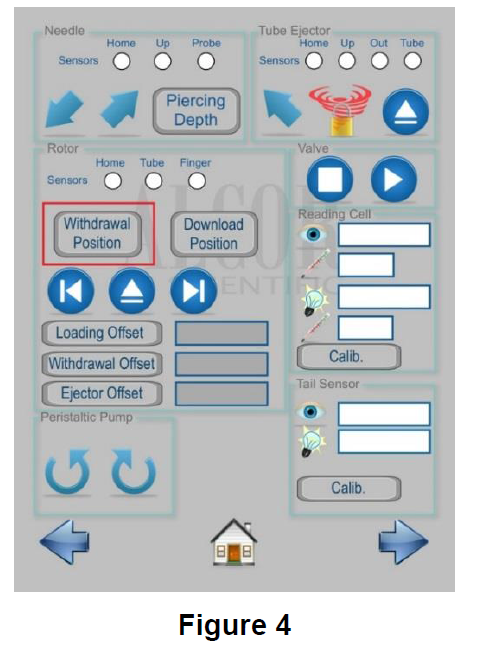 Needle
Home Up Probe
Sensors
Piercing
Depth
Tube Ejector
Home Up Out Tube
Sensors
Rotor
Home Tube Finger
Sensors
Withdrawal
Position
Download
Position
Loading Offset
Withdrawal Offset
Ejector Offset
Valve
Reading Cell
Calib.
Tail Sensor
Calib.
Peristaltic Pump
Figure 4